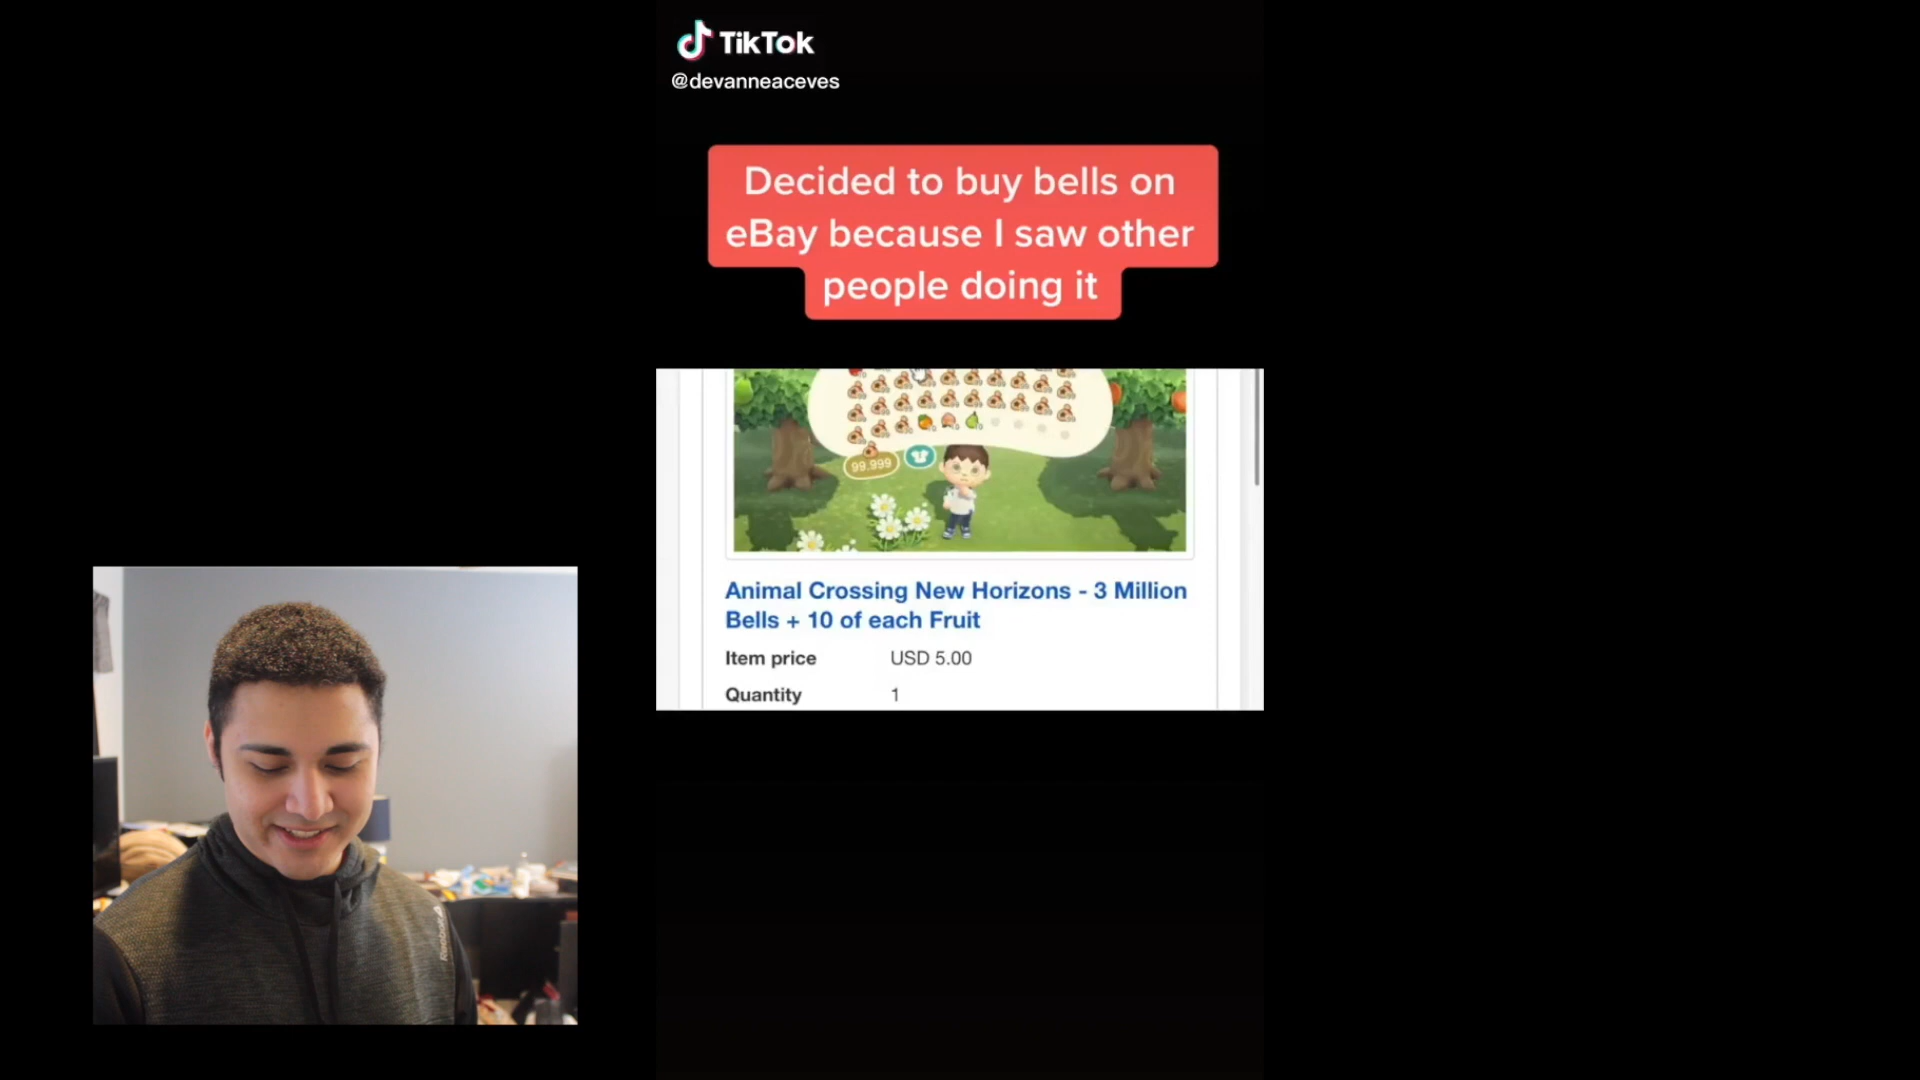 TikTok
@devanneaceves
Decided to buy bells on
eBay because I saw other
people doing it
99.999
Animal Crossing New Horizons - 3 Million
Bells + 10 of each Fruit
Item price USD 5.00
Quantity 1
Reebok